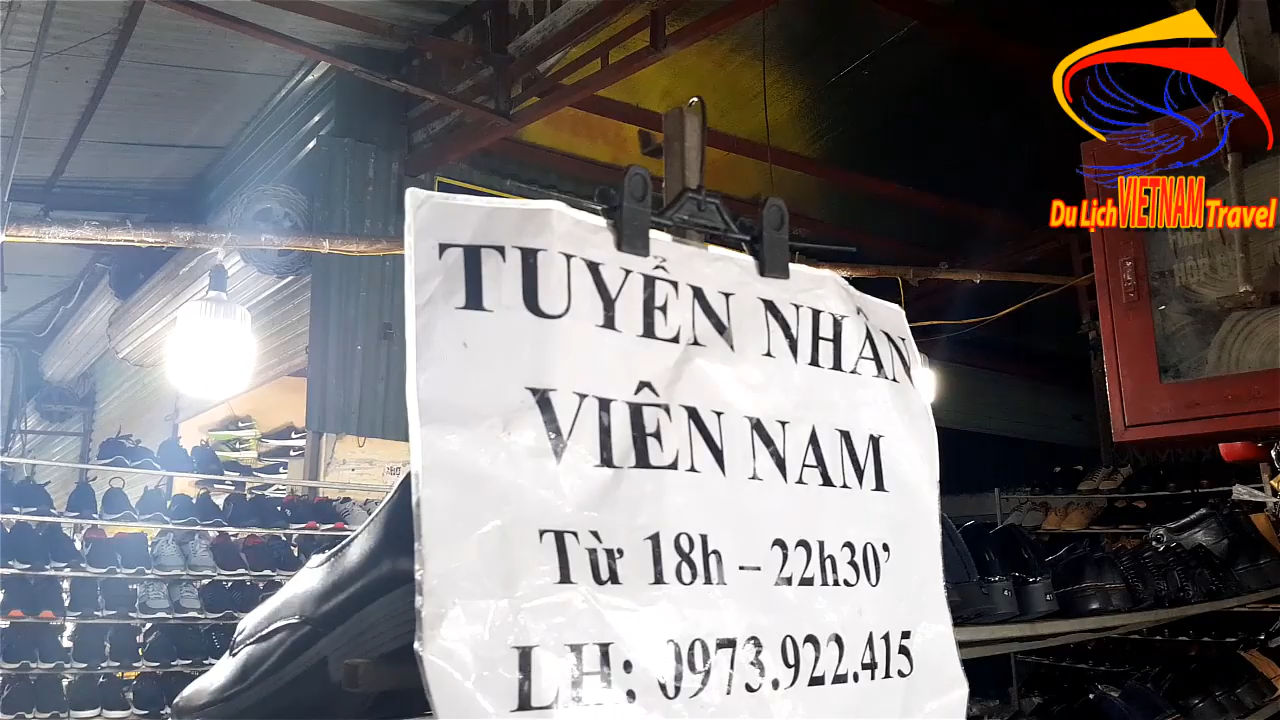 TUYỂN NHÂN
VIÊN NAM
Từ 18h – 22h30’
LH: 0973.922.415
Du Lịch VIETNAM Travel